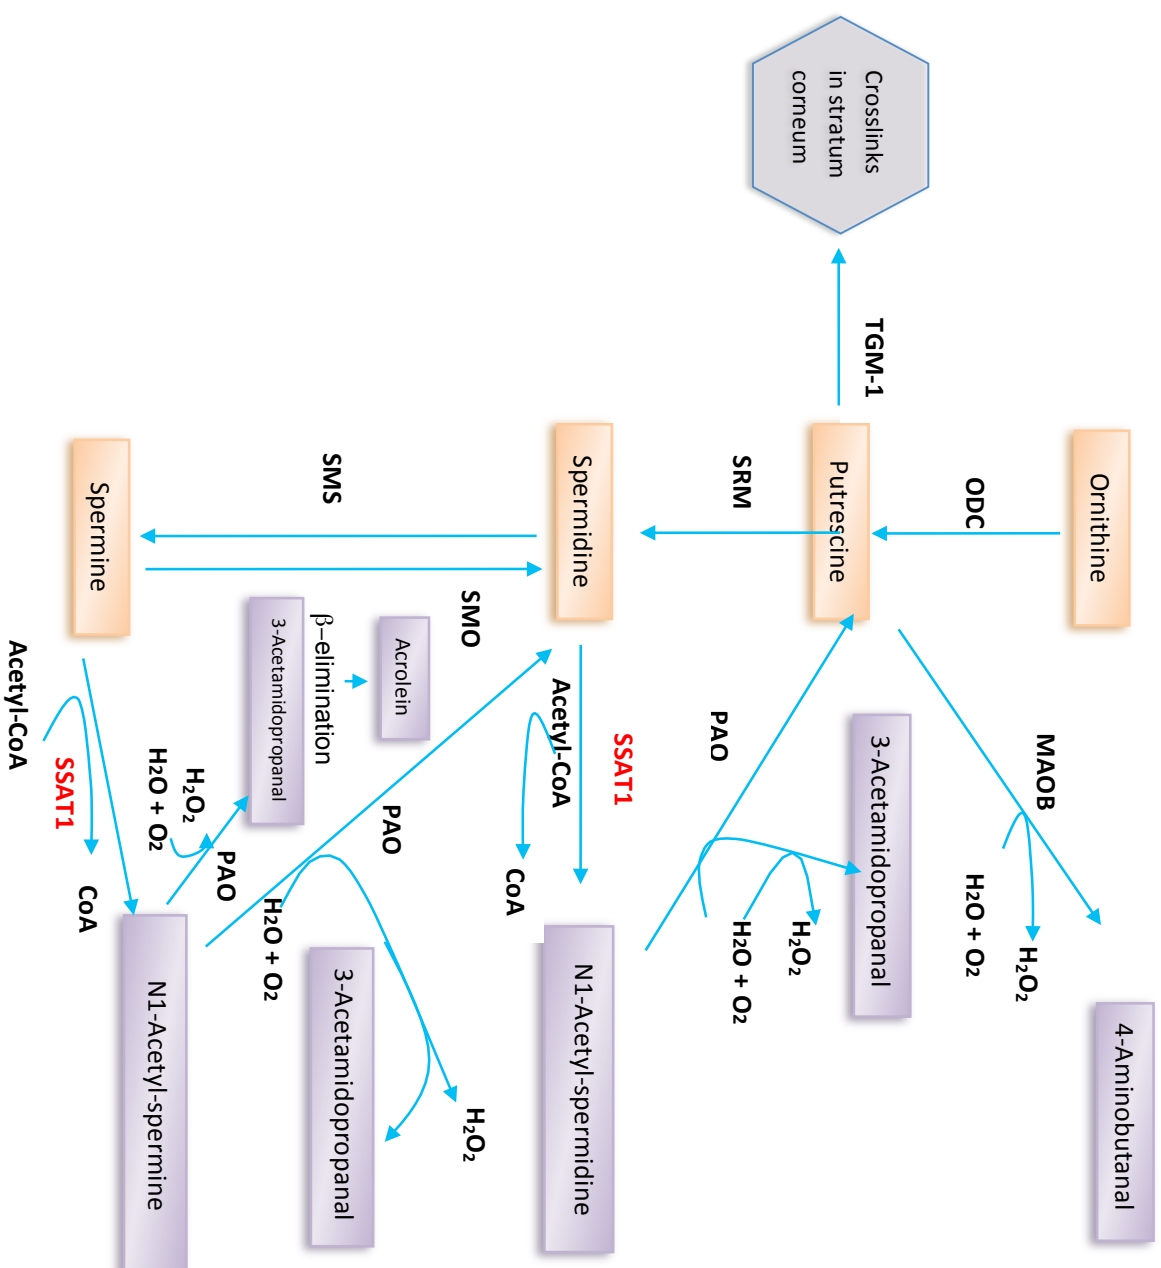 Ornithine
ODC
MAOB
H₂O + O₂
H₂O₂
4-Aminobutanal
Crosslinks
in stratum
corneum
TGM-1
Putrescine
3-Acetamidopropanal
PAO
H₂O + O₂
H₂O₂
SRM
Spermidine
SSAT1
Acetyl-CoA
CoA
N1-Acetyl-spermidine
SMS
SMO
Acrolein
β–elimination
3-Acetamidopropanal
PAO
H₂O + O₂
H₂O₂
3-Acetamidopropanal
H₂O₂
H₂O + O₂
PAO
Spermine
Acetyl-CoA
SSAT1
CoA
N1-Acetyl-spermine